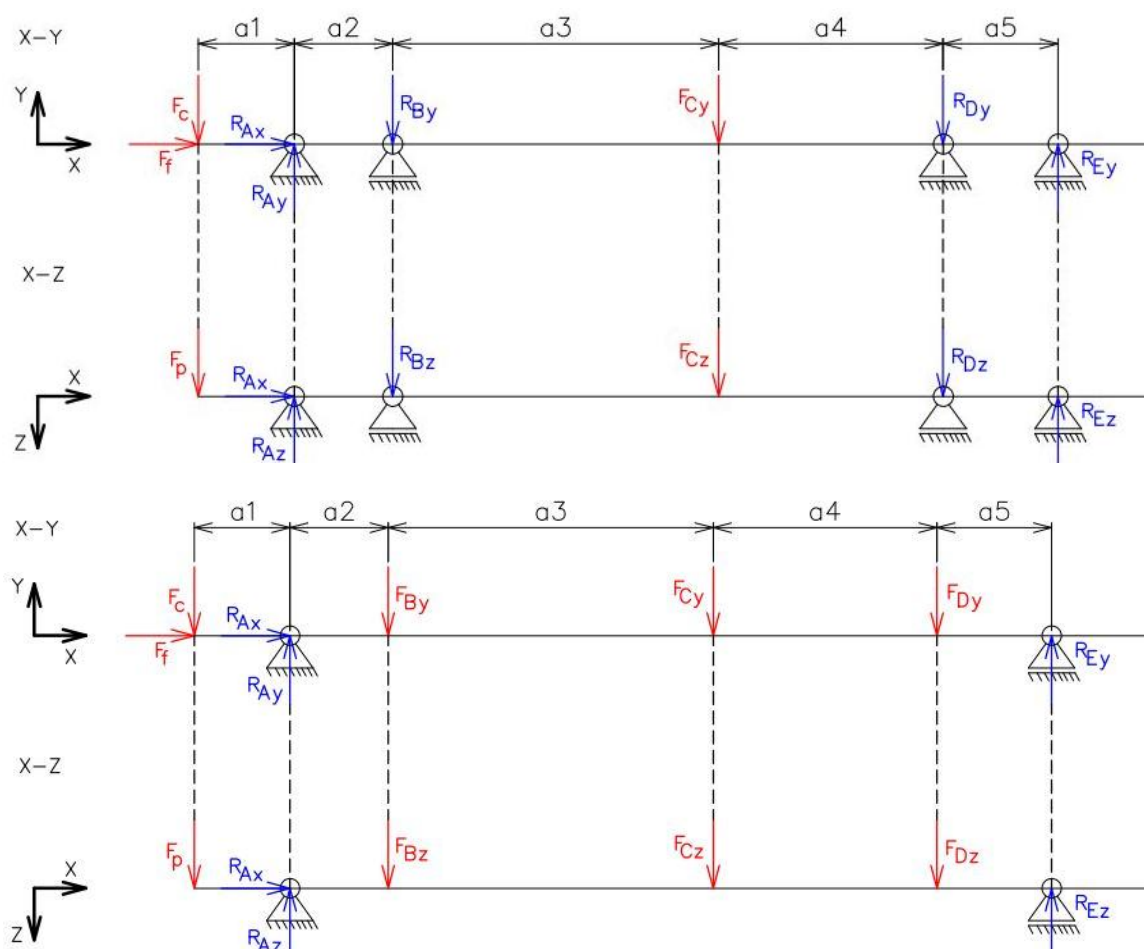 a1 a2 a3 a4 a5
X-Y
Y
X
Fc
Ff
RAx
RAy
RBy
FCy
RDy
REy
X-Z
X
Z
Fp
RAx
RAz
RBz
FCz
RDz
REz
a1 a2 a3 a4 a5
X-Y
Y
X
Fc
Ff
RAx
RAy
FBy
FCy
FDy
REy
X-Z
X
Z
Fp
RAx
RAz
FBz
FCz
FDz
REz